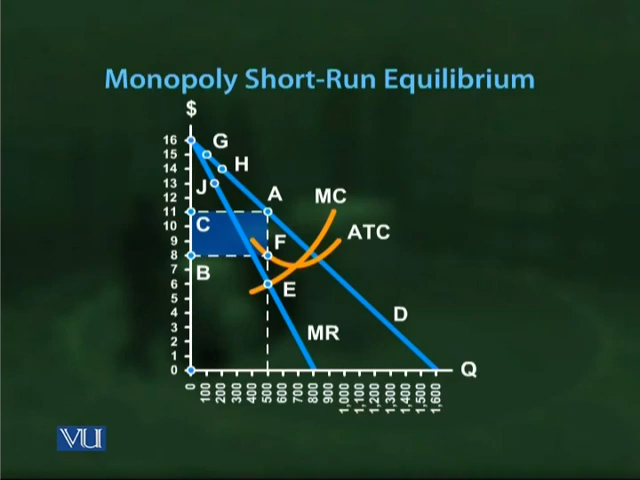 Monopoly Short-Run Equilibrium
$
16
15
14
13
12
11
10
9
8
7
6
5
4
3
2
1
0
G
H
J
A
MC
C
ATC
F
B
E
D
MR
Q
0
100
200
300
400
500
600
700
800
900
1,000
1,100
1,200
1,300
1,400
1,500
1,600
VU